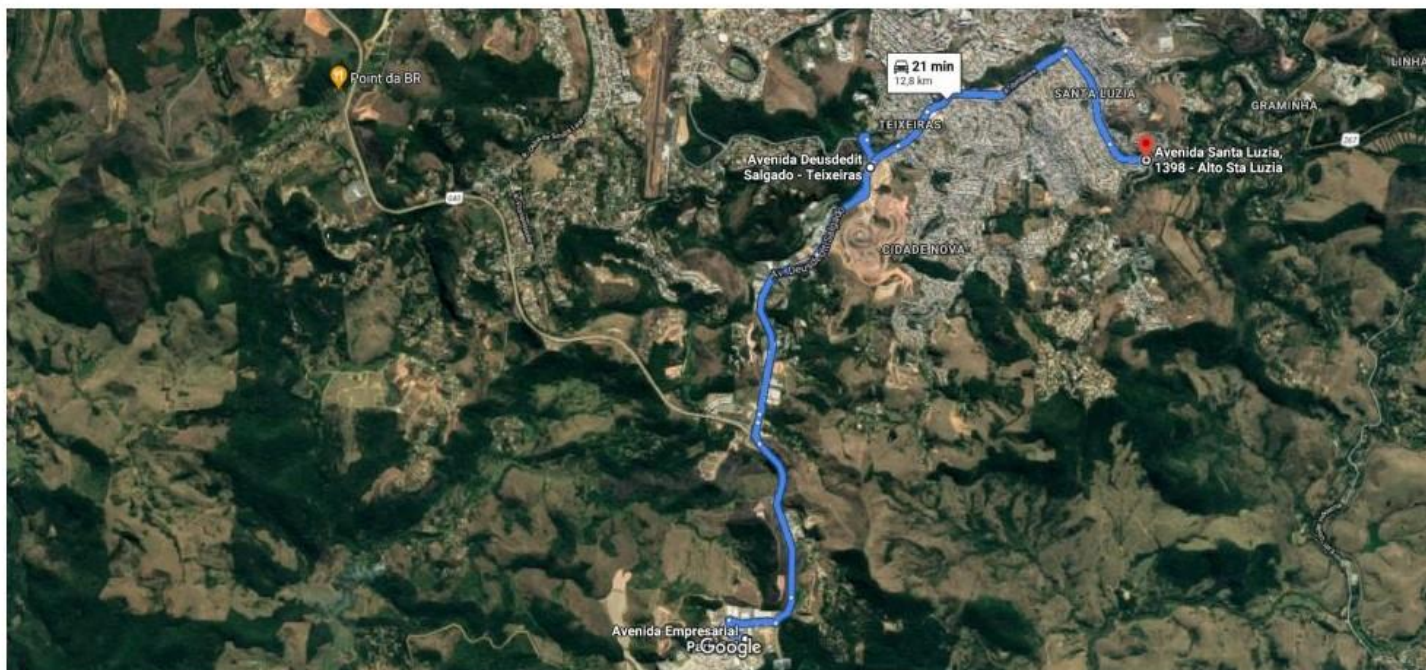 Point da BR
21 min
12,8 km
LINHA
SANTA LUZIA
GRAMINHA
267
TEIXEIRAS
Avenida Deusdedit
Salgado - Teixeiras
Avenida Santa Luzia,
1398 - Alto Sta Luzia
CIDADE NOVA
Av. Deusdedit Salgado
Avenida Empresarial
Google